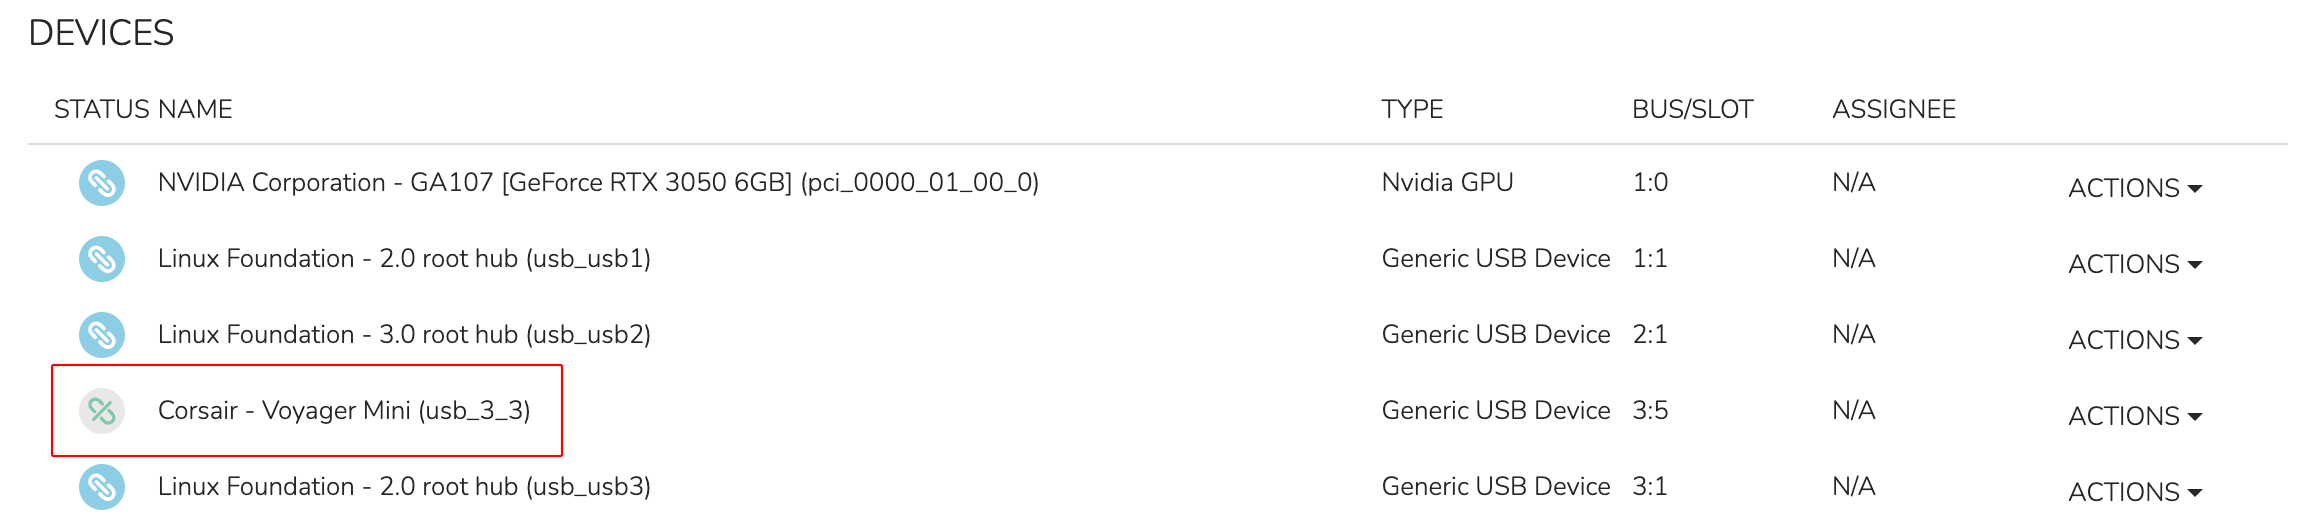 DEVICES
STATUS NAME TYPE BUS/SLOT ASSIGNEE
NVIDIA Corporation - GA107 [GeForce RTX 3050 6GB] (pci_0000_01_00_0) Nvidia GPU 1:0 N/A ACTIONS
Linux Foundation - 2.0 root hub (usb_usb1) Generic USB Device 1:1 N/A ACTIONS
Linux Foundation - 3.0 root hub (usb_usb2) Generic USB Device 2:1 N/A ACTIONS
Corsair - Voyager Mini (usb_3_3) Generic USB Device 3:5 N/A ACTIONS
Linux Foundation - 2.0 root hub (usb_usb3) Generic USB Device 3:1 N/A ACTIONS